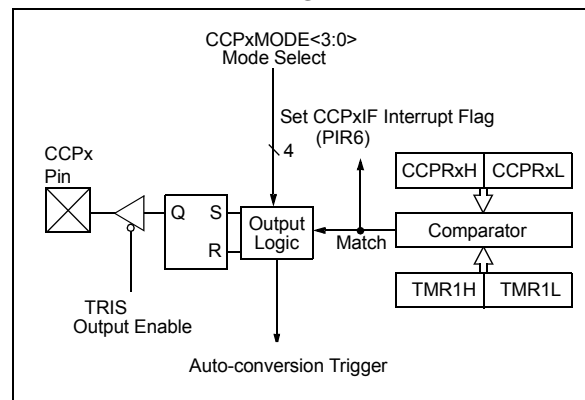 CCPxMODE<3:0>
Mode Select
Set CCPxIF Interrupt Flag
(PIR6)
4
CCPx
Pin
CCPRxH CCPRxL
Q S
R
Output
Logic
Match
Comparator
TMR1H TMR1L
TRIS
Output Enable
Auto-conversion Trigger